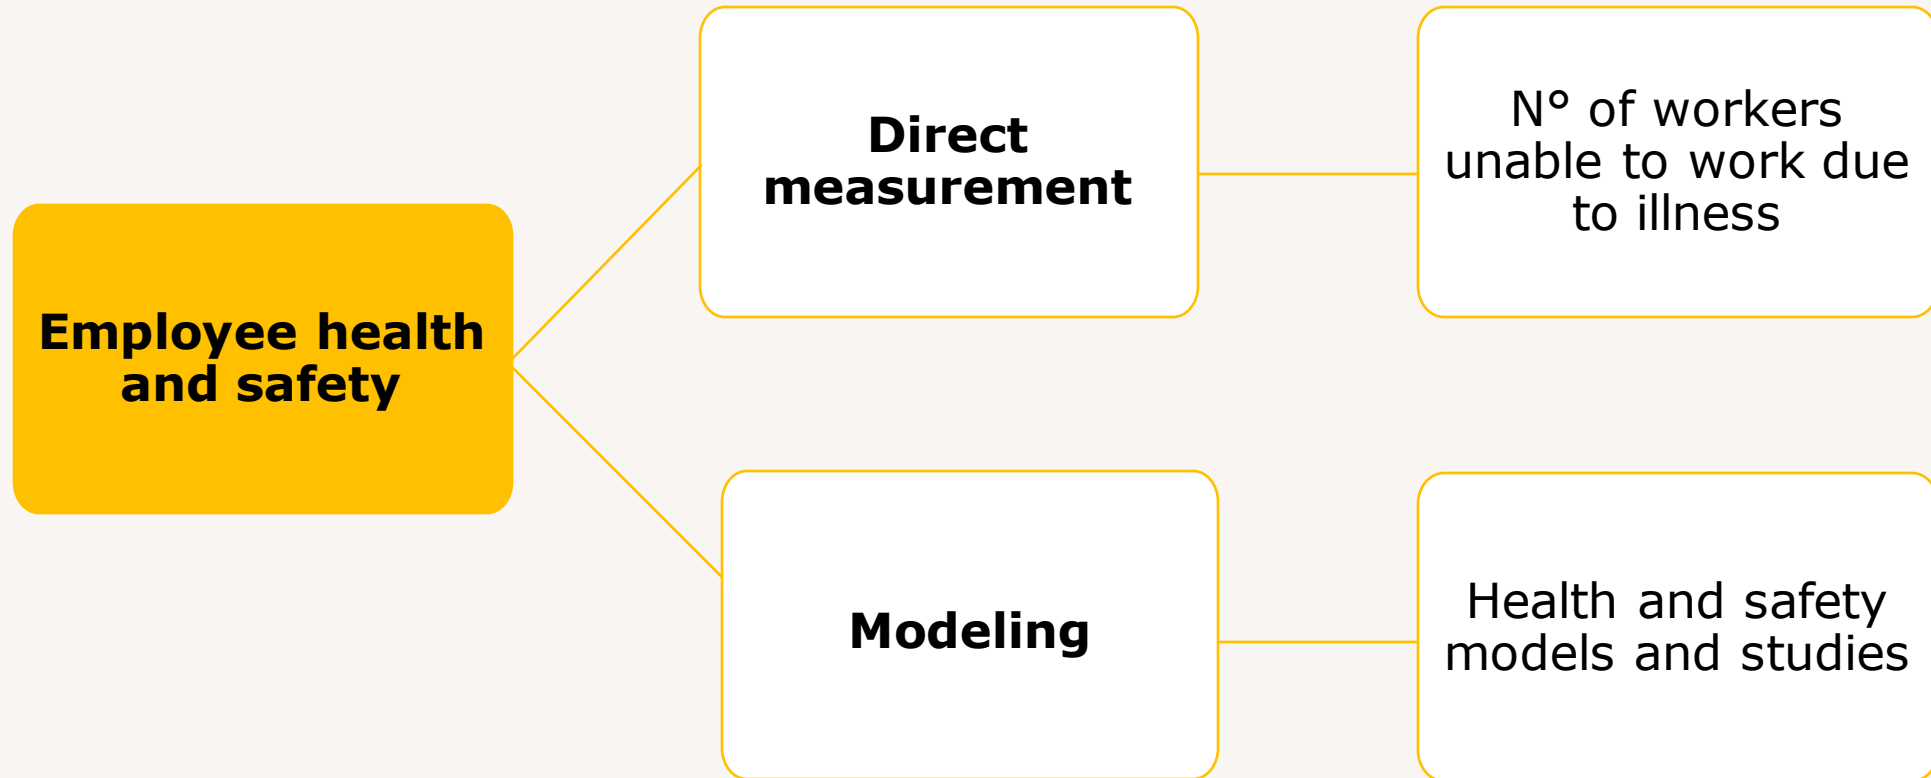 Employee health
and safety
Direct
measurement
N° of workers
unable to work due
to illness
Modeling
Health and safety
models and studies